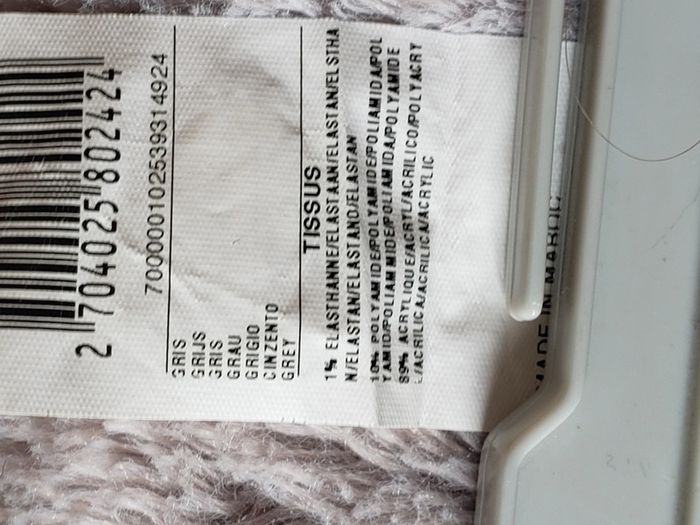 2 704025 802424
700000102539314924
GRIS
GRIJS
GRIS
GRAU
GRIGIO
CINZENTO
GREY
TISSUS
1% ELASTHANNE/ELASTAAN/ELASTAN/ELSTHA
N/ELASTAN/ELASTANO/ELASTAN
10% POLYAMIDE/POLYAMIDE/POLIAMIDA/POL
YAMID/POLIAMMIDE/POLIAMIDA/POLYAMIDE
89% ACRYLIQUE/ACRYL/ACRILICO/POLYACRY
L/ACRILICA/ACRILICA/ACRYLIC
MADE IN MAROC